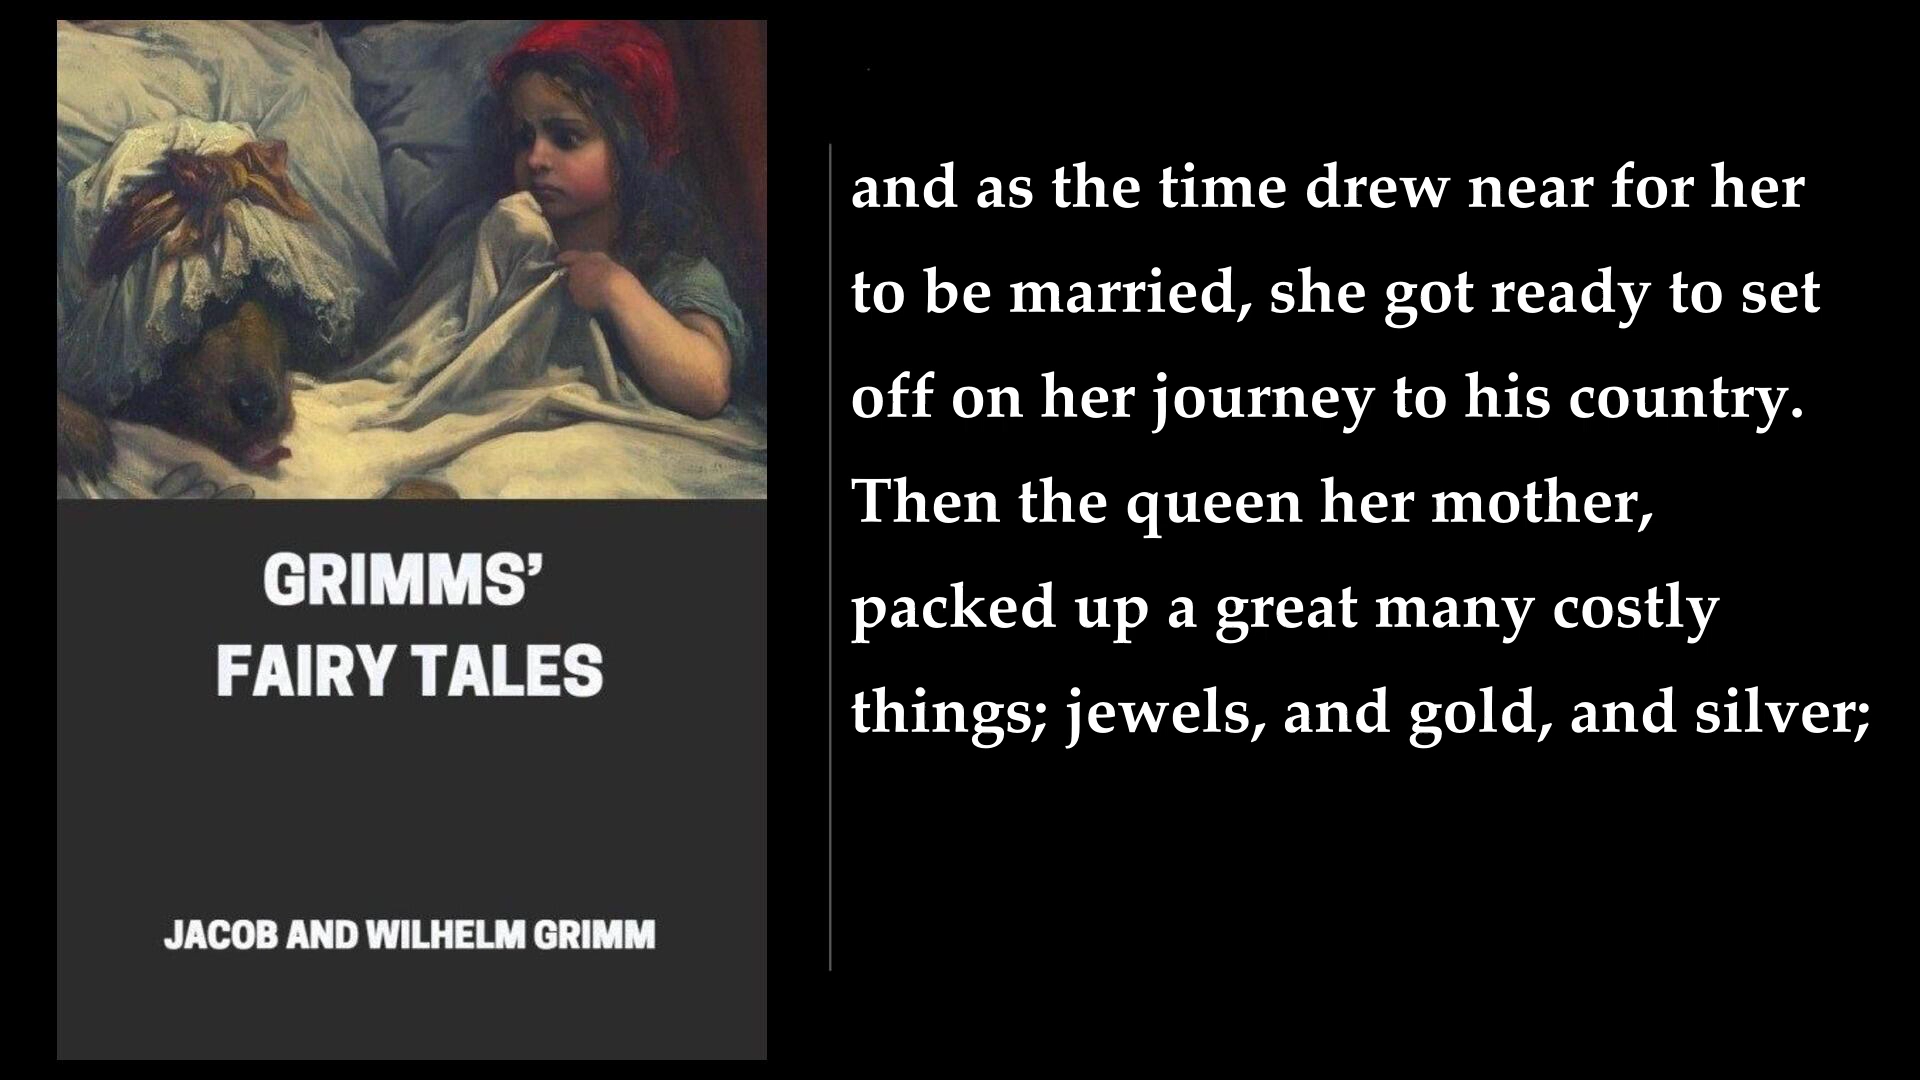 GRIMMS’
FAIRY TALES
JACOB AND WILHELM GRIMM
and as the time drew near for her
to be married, she got ready to set
off on her journey to his country.
Then the queen her mother,
packed up a great many costly
things; jewels, and gold, and silver;